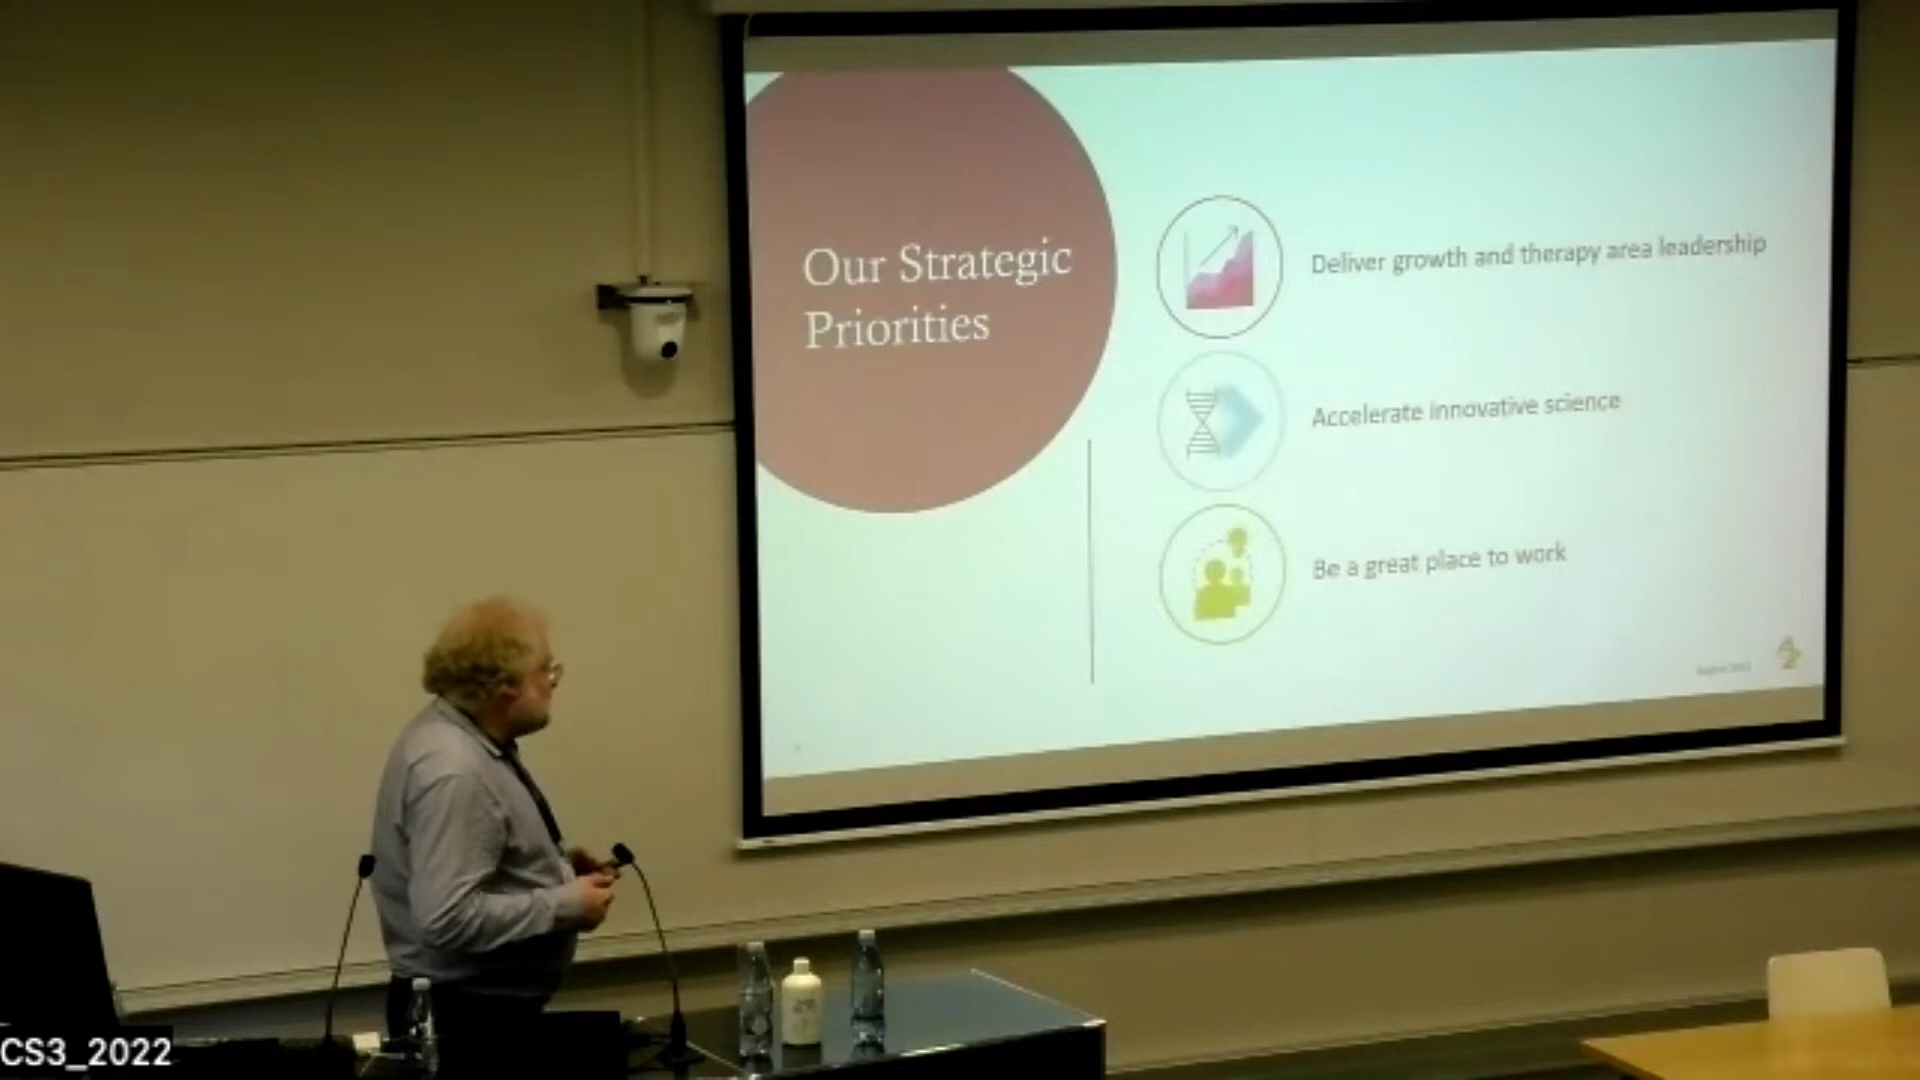 Our Strategic
Priorities
Deliver growth and therapy area leadership
Accelerate innovative science
Be a great place to work
CS3_2022